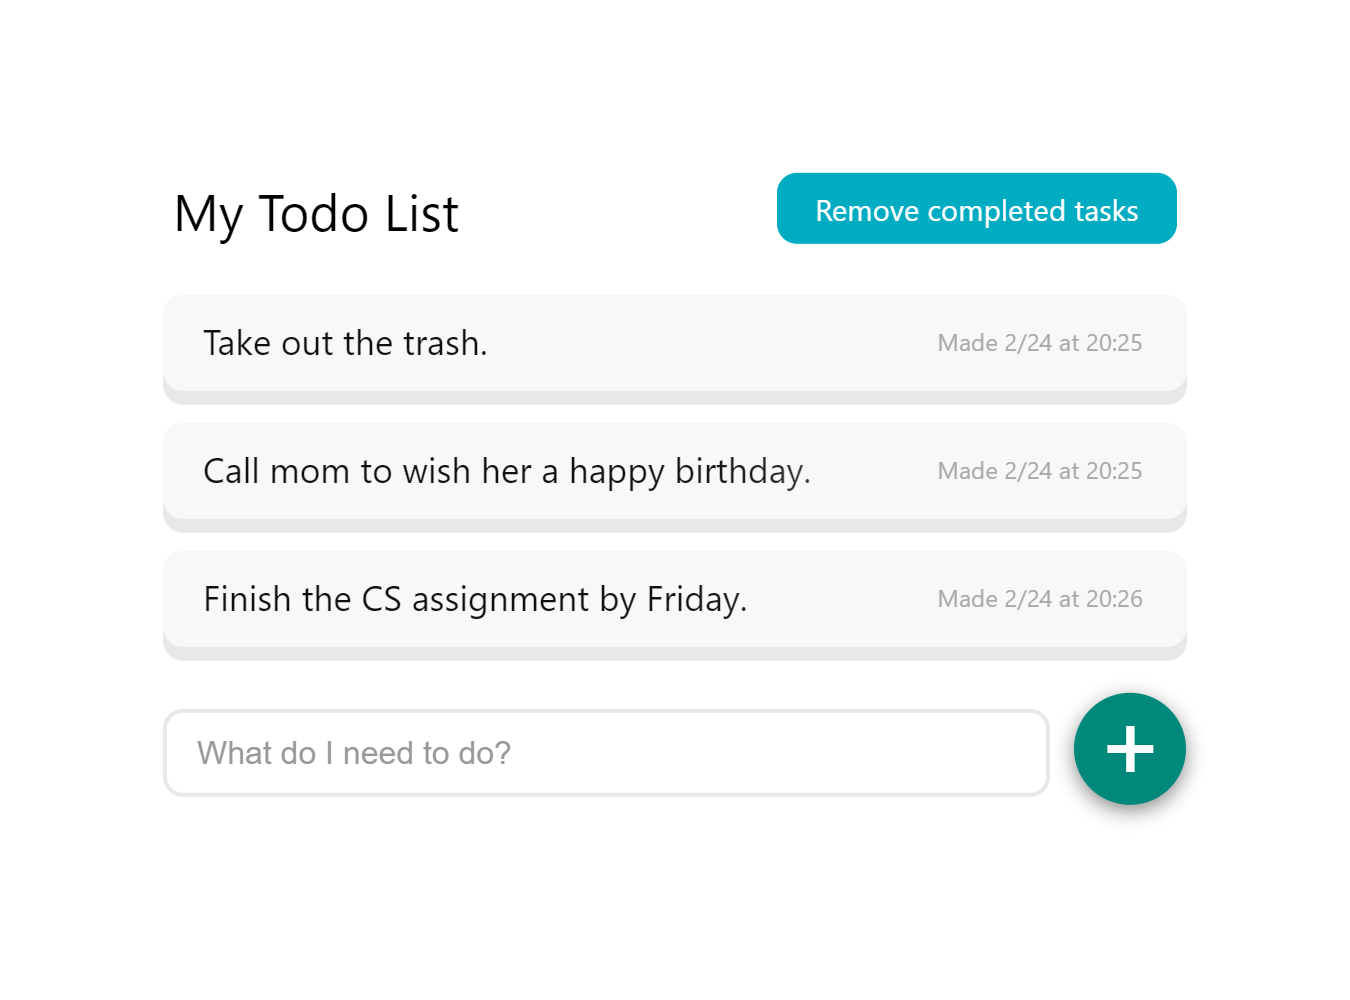 My Todo List
Remove completed tasks
Take out the trash.
Made 2/24 at 20:25
Call mom to wish her a happy birthday.
Made 2/24 at 20:25
Finish the CS assignment by Friday.
Made 2/24 at 20:26
What do I need to do?
+